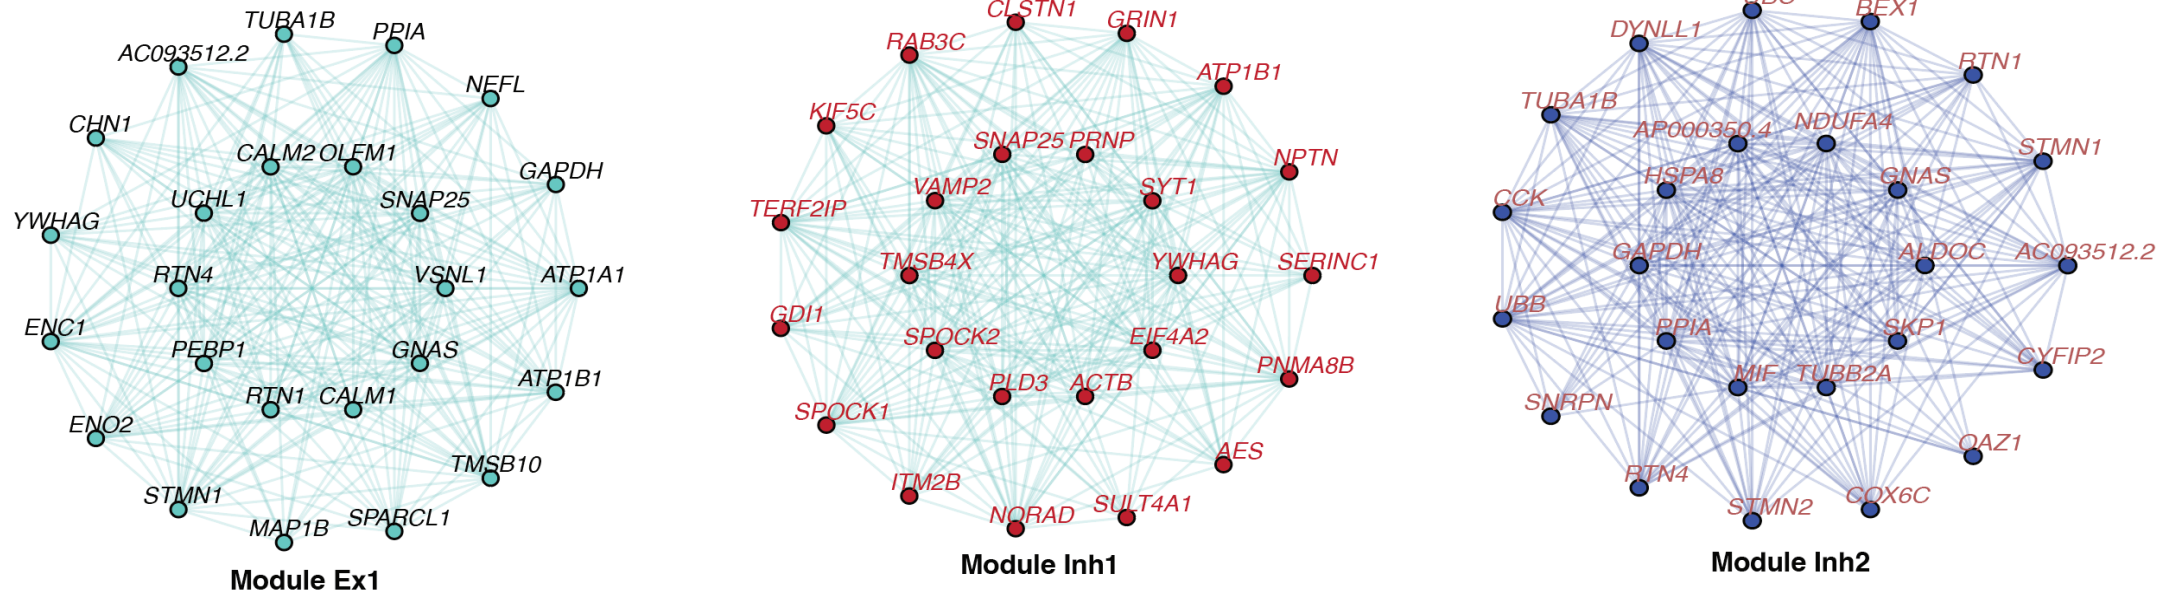 TUBA1B
PPIA
AC093512.2
NEFL
CHN1
CALM2 OLFM1
GAPDH
UCHL1
SNAP25
YWHAG
RTN4
VSNL1
ATP1A1
ENC1
PEBP1
GNAS
ATP1B1
RTN1
CALM1
ENO2
TMSB10
STMN1
SPARCL1
MAP1B
Module Ex1
CLSTN1
GRIN1
RAB3C
ATP1B1
KIF5C
SNAP25 PRNP
NPTN
VAMP2
SYT1
TERF2IP
TMSB4X
YWHAG
SERINC1
GDI1
SPOCK2
EIF4A2
PNMA8B
PLD3
ACTB
SPOCK1
AES
ITM2B
SULT4A1
NORAD
Module Inh1
BEX1
DYNLL1
RTN1
TUBA1B
AP000350.4
NDUFA4
STMN1
HSPA8
GNAS
CCK
GAPDH
ALDOC
AC093512.2
UBB
PPIA
SKP1
CYFIP2
MIF
TUBB2A
SNRPN
OAZ1
RTN4
COX6C
STMN2
Module Inh2